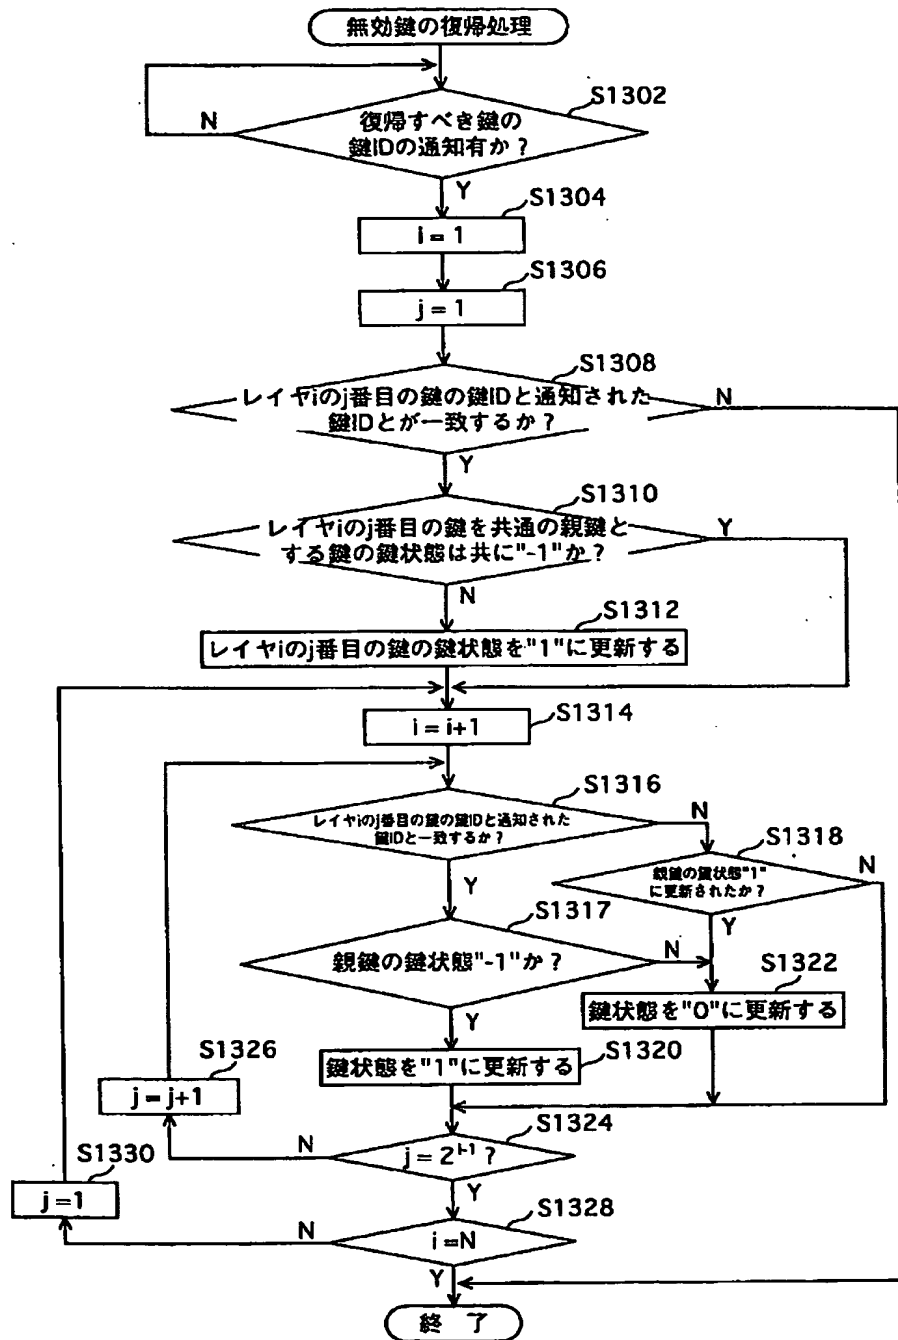 無効鍵の復帰処理
S1302
復帰すべき鍵の
鍵IDの通知有か？
N
Y
S1304
i = 1
S1306
j = 1
S1308
レイヤiのj番目の鍵の鍵IDと通知された
鍵IDとが一致するか？
N
Y
S1310
レイヤiのj番目の鍵を共通の親鍵と
する鍵の鍵状態は共に"-1"か？
Y
N
S1312
レイヤiのj番目の鍵の鍵状態を"1"に更新する
S1314
i = i+1
S1316
レイヤiのj番目の鍵の鍵IDと通知された
鍵IDと一致するか？
N
Y
S1318
親鍵の鍵状態"1"
に更新されたか？
N
Y
S1317
親鍵の鍵状態"-1"か？
N
Y
S1322
鍵状態を"0"に更新する
S1320
鍵状態を"1"に更新する
S1326
j = j+1
S1324
j = 2^i-1 ?
N
Y
S1330
j =1
S1328
i =N
N
Y
終 了